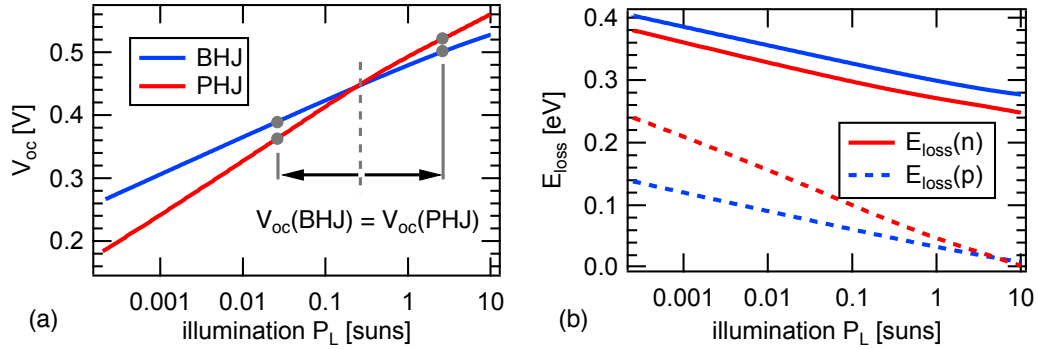 BHJ
PHJ
V_oc [V]
0.5
0.4
0.3
0.2
V_oc(BHJ) = V_oc(PHJ)
0.001 0.01 0.1 1 10
illumination P_L [suns]
(a)
E_loss [eV]
0.4
0.3
0.2
0.1
0.0
E_loss(n)
E_loss(p)
0.001 0.01 0.1 1 10
illumination P_L [suns]
(b)